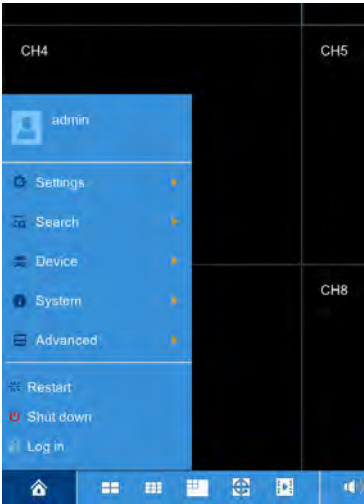 CH4
CH5
admin
Settings
Search
Device
System
CH8
Advanced
Restart
Shut down
Log in